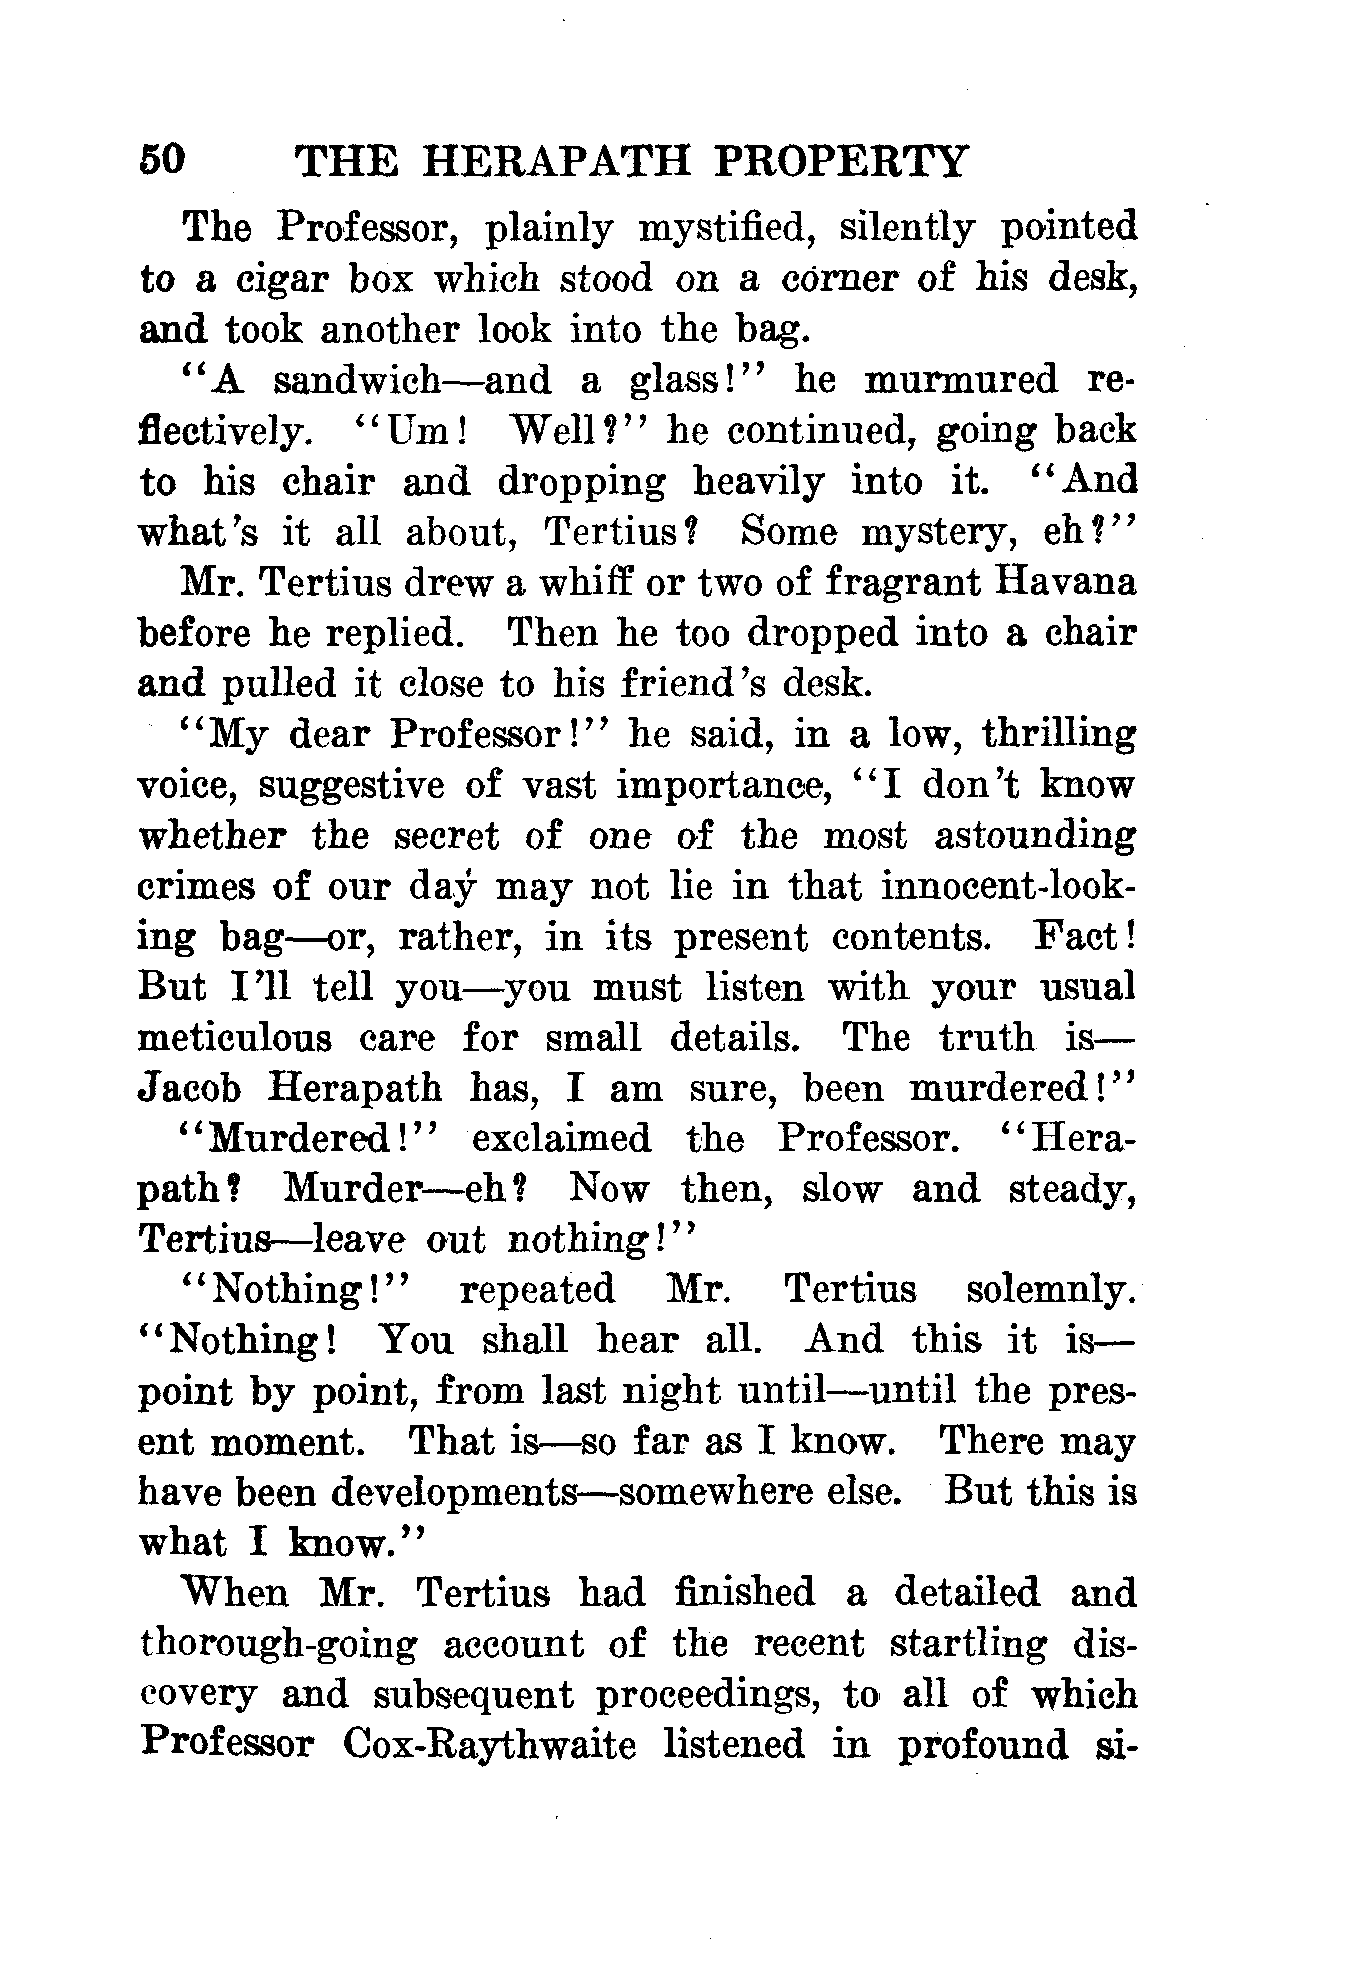 50 THE HERAPATH PROPERTY
The Professor, plainly mystified, silently pointed
to a cigar box which stood on a corner of his desk,
and took another look into the bag.
"A sandwich—and a glass!" he murmured re-
flectively. "Um! Well?" he continued, going back
to his chair and dropping heavily into it. "And
what's it all about, Tertius? Some mystery, eh?"
Mr. Tertius drew a whiff or two of fragrant Havana
before he replied. Then he too dropped into a chair
and pulled it close to his friend's desk.
"My dear Professor!" he said, in a low, thrilling
voice, suggestive of vast importance, "I don't know
whether the secret of one of the most astounding
crimes of our day may not lie in that innocent-look-
ing bag—or, rather, in its present contents. Fact!
But I'll tell you—you must listen with your usual
meticulous care for small details. The truth is—
Jacob Herapath has, I am sure, been murdered!"
"Murdered!" exclaimed the Professor. "Hera-
path? Murder—eh? Now then, slow and steady,
Tertius—leave out nothing!"
"Nothing!" repeated Mr. Tertius solemnly.
"Nothing! You shall hear all. And this it is—
point by point, from last night until—until the pres-
ent moment. That is—so far as I know. There may
have been developments—somewhere else. But this is
what I know."
When Mr. Tertius had finished a detailed and
thorough-going account of the recent startling dis-
covery and subsequent proceedings, to all of which
Professor Cox-Raythwaite listened in profound si-